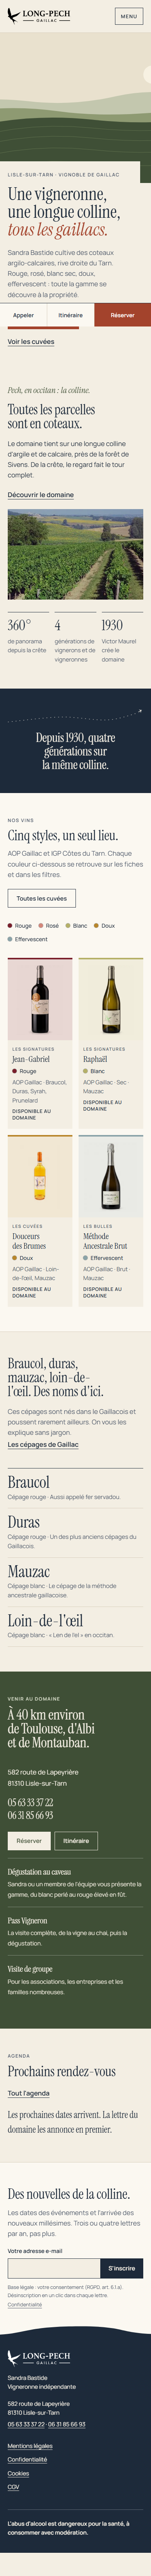 LONG-PECH
GAILLAC
MENU
LISLE-SUR-TARN · VIGNOBLE DE GAILLAC
Une vigneronne,
une longue colline,
tous les gaillacs.
Sandra Bastide cultive des coteaux
argilo-calcaires, rive droite du Tarn.
Rouge, rosé, blanc sec, doux,
effervescent : toute la gamme se
découvre à la propriété.
Appeler
Itinéraire
Réserver
Voir les cuvées
Pech, en occitan : la colline.
Toutes les parcelles
sont en coteaux.
Le domaine tient sur une longue colline
d'argile et de calcaire, près de la forêt de
Sivens. De la crête, le regard fait le tour
complet.
Découvrir le domaine
360°
de panorama
depuis la crête
4
générations de
vignerons et de
vigneronnes
1930
Victor Maurel
crée le
domaine
Depuis 1930, quatre
générations sur
la même colline.
NOS VINS
Cinq styles, un seul lieu.
AOP Gaillac et IGP Côtes du Tarn. Chaque
couleur ci-dessous se retrouve sur les fiches
et dans les filtres.
Toutes les cuvées
Rouge
Rosé
Blanc
Doux
Effervescent
LES SIGNATURES
Jean-Gabriel
Rouge
AOP Gaillac · Braucol,
Duras, Syrah,
Prunelard
DISPONIBLE AU
DOMAINE
LES SIGNATURES
Raphaël
Blanc
AOP Gaillac · Sec ·
Mauzac
DISPONIBLE AU
DOMAINE
LES CUVÉES
Douceurs
des Brumes
Doux
AOP Gaillac · Loin-
de-l'œil, Mauzac
DISPONIBLE AU
DOMAINE
LES BULLES
Méthode
Ancestrale Brut
Effervescent
AOP Gaillac · Brut ·
Mauzac
DISPONIBLE AU
DOMAINE
Braucol, duras,
mauzac, loin-de-
l'œil. Des noms d'ici.
Ces cépages sont nés dans le Gaillacois et
poussent rarement ailleurs. On vous les
explique sans jargon.
Les cépages de Gaillac
Braucol
Cépage rouge · Aussi appelé fer servadou
Duras
Cépage rouge · Un des plus anciens cépages du
Gaillacois.
Mauzac
Cépage blanc · Le cépage de la méthode
ancestrale gaillacoise
Loin-de-l'œil
Cépage blanc · « Len de l'el » en occitan.
VENIR AU DOMAINE
À 40 km environ
de Toulouse, d'Albi
et de Montauban.
582 route de Lapeyrière
81310 Lisle-sur-Tarn
05 63 33 37 22
06 31 85 66 93
Réserver
Itinéraire
Dégustation au caveau
Sandra ou un membre de l'équipe vous présente la
gamme, du blanc perlé au rouge élevé en fût.
Pass Vigneron
La visite complète, de la vigne au chai, puis la
dégustation.
Visite de groupe
Pour les associations, les entreprises et les
familles nombreuses.
AGENDA
Prochains rendez-vous
Tout l'agenda
Les prochaines dates arrivent. La lettre du
domaine les annonce en premier.
Des nouvelles de la colline.
Les dates des événements et l'arrivée des
nouveaux millésimes. Trois ou quatre lettres
par an, pas plus.
Votre adresse e-mail
S'inscrire
Base légale : votre consentement (RGPD, art. 6.1.a).
Désinscription en un clic dans chaque lettre.
Confidentialité
LONG-PECH
GAILLAC
Sandra Bastide
Vigneronne indépendante
582 route de Lapeyrière
81310 Lisle-sur-Tarn
05 63 33 37 22 · 06 31 85 66 93
Mentions légales
Confidentialité
Cookies
CGV
L'abus d'alcool est dangereux pour la santé, à
consommer avec modération.